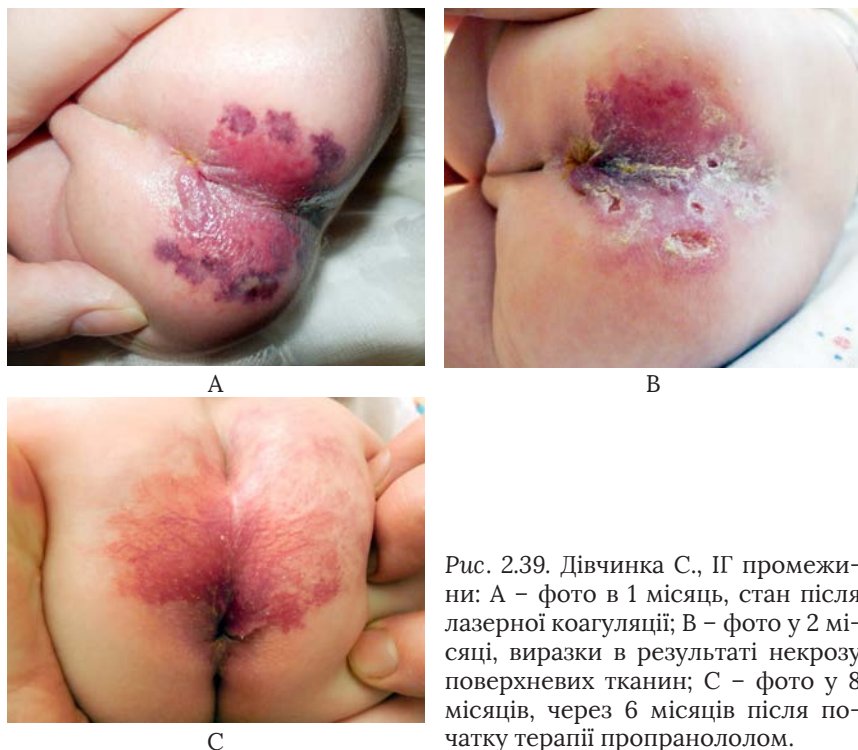 A
B
C
Рис. 2.39. Дівчинка С., ІГ промежи-
ни: А – фото в 1 місяць, стан після
лазерної коагуляції; В – фото у 2 мі-
сяці, виразки в результаті некрозу
поверхневих тканин; С – фото у 8
місяців, через 6 місяців після по-
чатку терапії пропранололом.